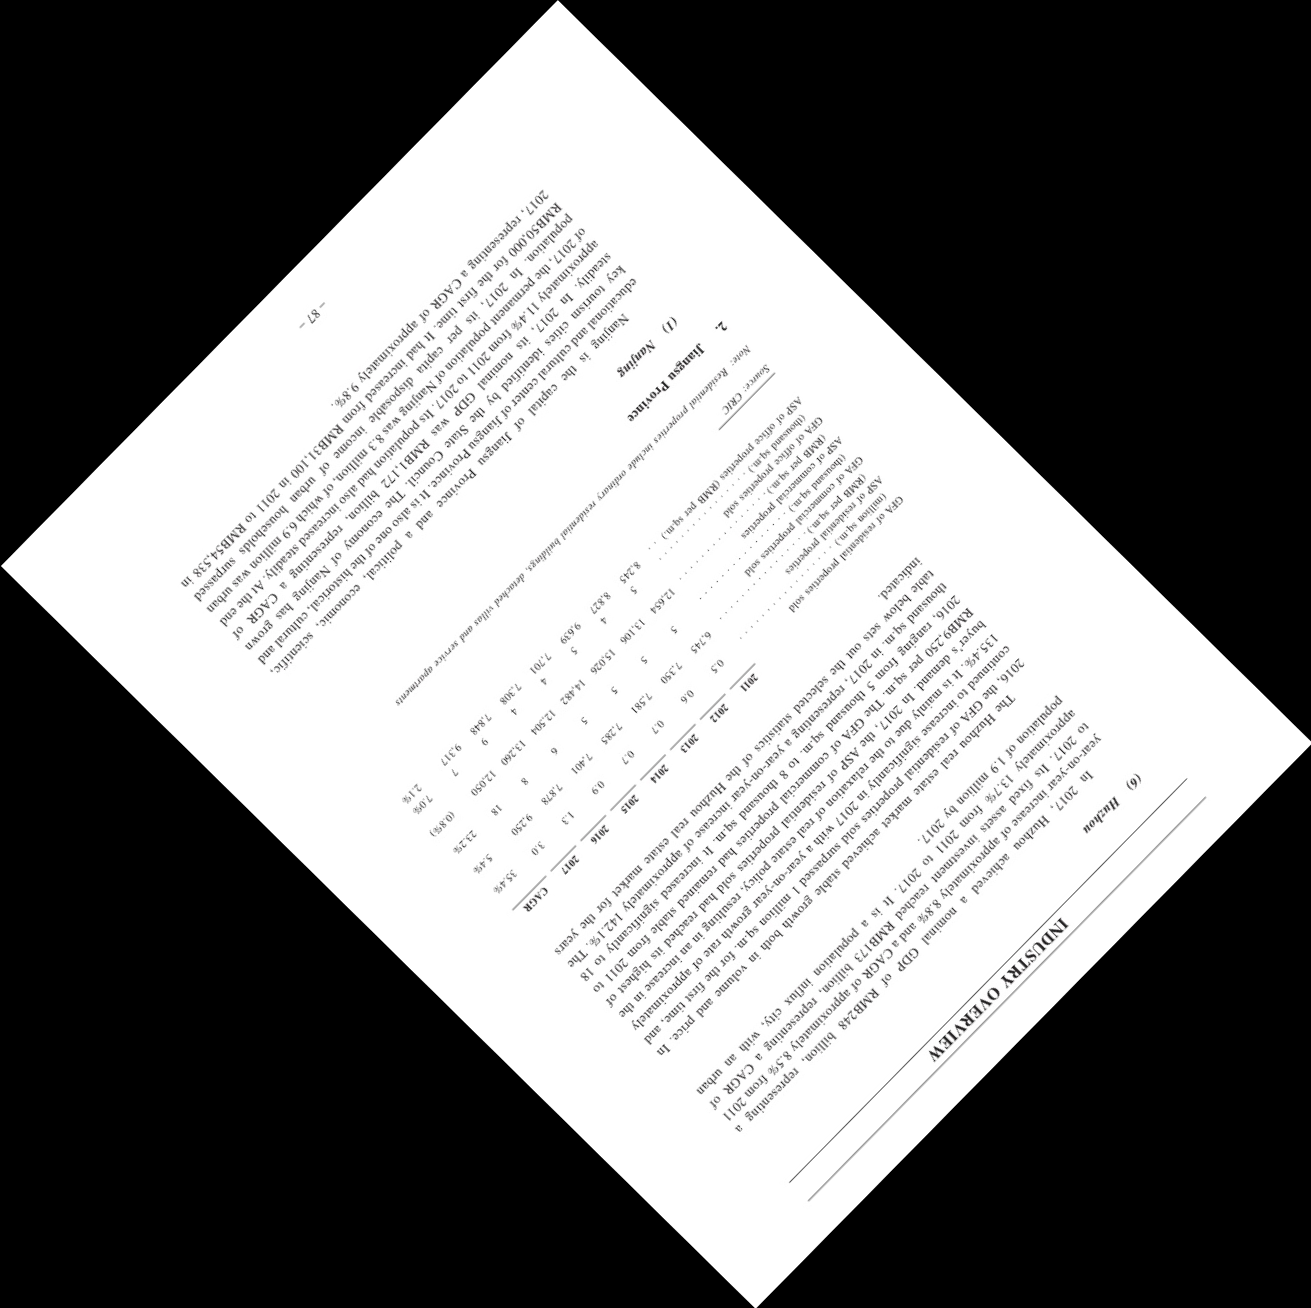 INDUSTRY OVERVIEW
(6) Huzhou
In 2017, Huzhou achieved a nominal GDP of RMB248 billion, representing a
year-on-year increase of approximately 8.8% and a CAGR of approximately 8.5% from 2011
to 2017. Its fixed assets investment reached RMB173 billion, representing a CAGR of
approximately 13.7% from 2011 to 2017. It is a population influx city, with an urban
population of 1.9 million by 2017.
The Huzhou real estate market achieved stable growth both in volume and price. In
2016, the GFA of residential properties sold surpassed 1 million sq.m. for the first time, and
continued to increase significantly in 2017 with a year-on-year growth rate of approximately
135.4%. It is mainly due to the relaxation of real estate policy, resulting in an increase in the
buyer's demand. In 2017, the ASP of residential properties sold had reached its highest of
RMB9,250 per sq.m. The GFA of commercial properties had remained stable from 2011 to
2016, ranging from 5 thousand sq.m. to 8 thousand sq.m. It increased significantly to 18
thousand sq.m. in 2017, representing a year-on-year increase of approximately 142.1%. The
table below sets out the selected statistics of the Huzhou real estate market for the years
indicated.
2011 2012 2013 2014 2015 2016 2017 CAGR
GFA of residential properties sold
(million sq.m.) . . . . . . . . . . . . 0.5 0.6 0.7 0.7 0.9 1.3 3.0 35.4%
ASP of residential properties
(RMB per sq.m.) . . . . . . . . . . . 6,745 7,350 7,581 7,285 7,401 7,878 9,250 5.4%
GFA of commercial properties sold
(thousand sq.m.) . . . . . . . . . . . 5 5 5 5 6 8 18 23.2%
ASP of commercial properties
(RMB per sq.m.) . . . . . . . . . . . 12,654 13,106 15,026 14,482 12,504 13,260 12,050 (0.8%)
GFA of office properties sold
(thousand sq.m.) . . . . . . . . . . . 5 4 5 4 4 9 7 7.0%
ASP of office properties (RMB per sq.m.) . . 8,245 8,827 9,639 7,701 7,308 7,848 9,317 2.1%
Source: CRIC
Note: Residential properties include ordinary residential buildings, detached villas and service apartments
2. Jiangsu Province
(1) Nanjing
Nanjing is the capital of Jiangsu Province and a political, economic, scientific,
educational and cultural center of Jiangsu Province. It is also one of the historical, cultural and
key tourism cities identified by the State Council. The economy of Nanjing has grown
steadily. In 2017, its nominal GDP was RMB1,172 billion, representing a CAGR of
approximately 11.4% from 2011 to 2017. Its population had also increased steadily. At the end
of 2017, the permanent population of Nanjing was 8.3 million, of which 6.9 million was urban
population. In 2017, its per capita disposable income of urban households surpassed
RMB50,000 for the first time. It had increased from RMB31,100 in 2011 to RMB54,538 in
2017, representing a CAGR of approximately 9.8%.
– 87 –